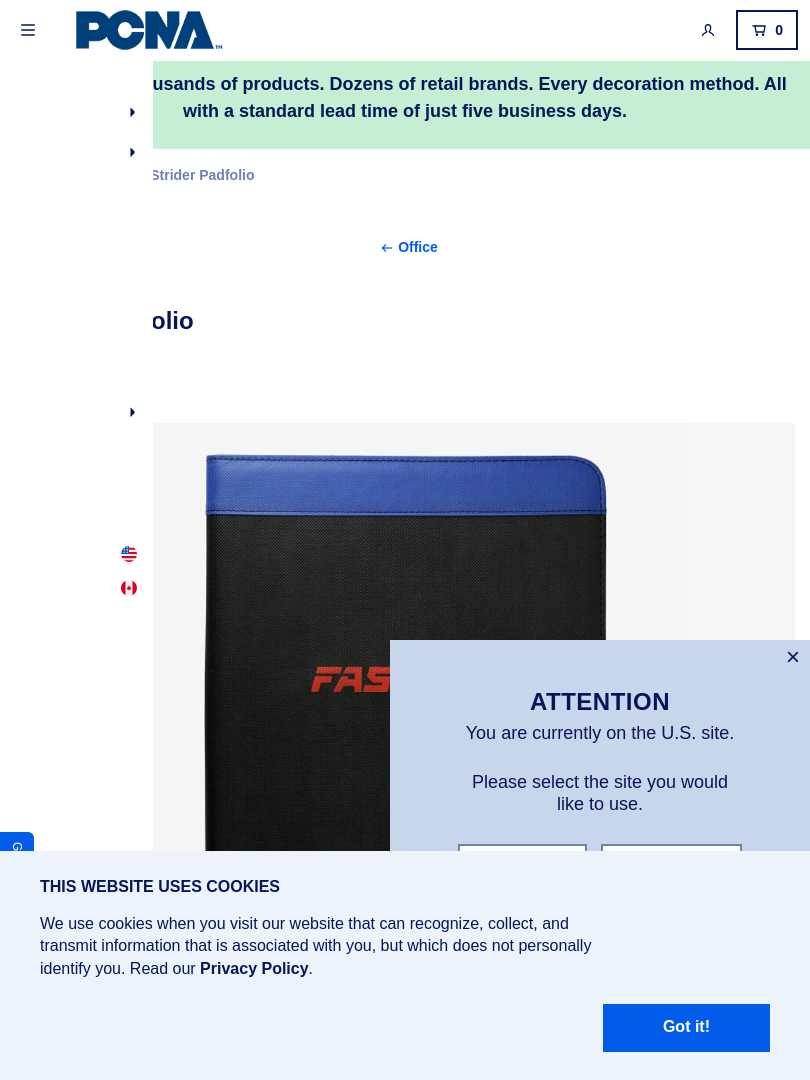 PCNA™
0
usands of products. Dozens of retail brands. Every decoration method. All
with a standard lead time of just five business days.
Strider Padfolio
← Office
olio
FAS
ATTENTION
You are currently on the U.S. site.
Please select the site you would
like to use.
G
THIS WEBSITE USES COOKIES
We use cookies when you visit our website that can recognize, collect, and
transmit information that is associated with you, but which does not personally
identify you. Read our Privacy Policy.
Got it!